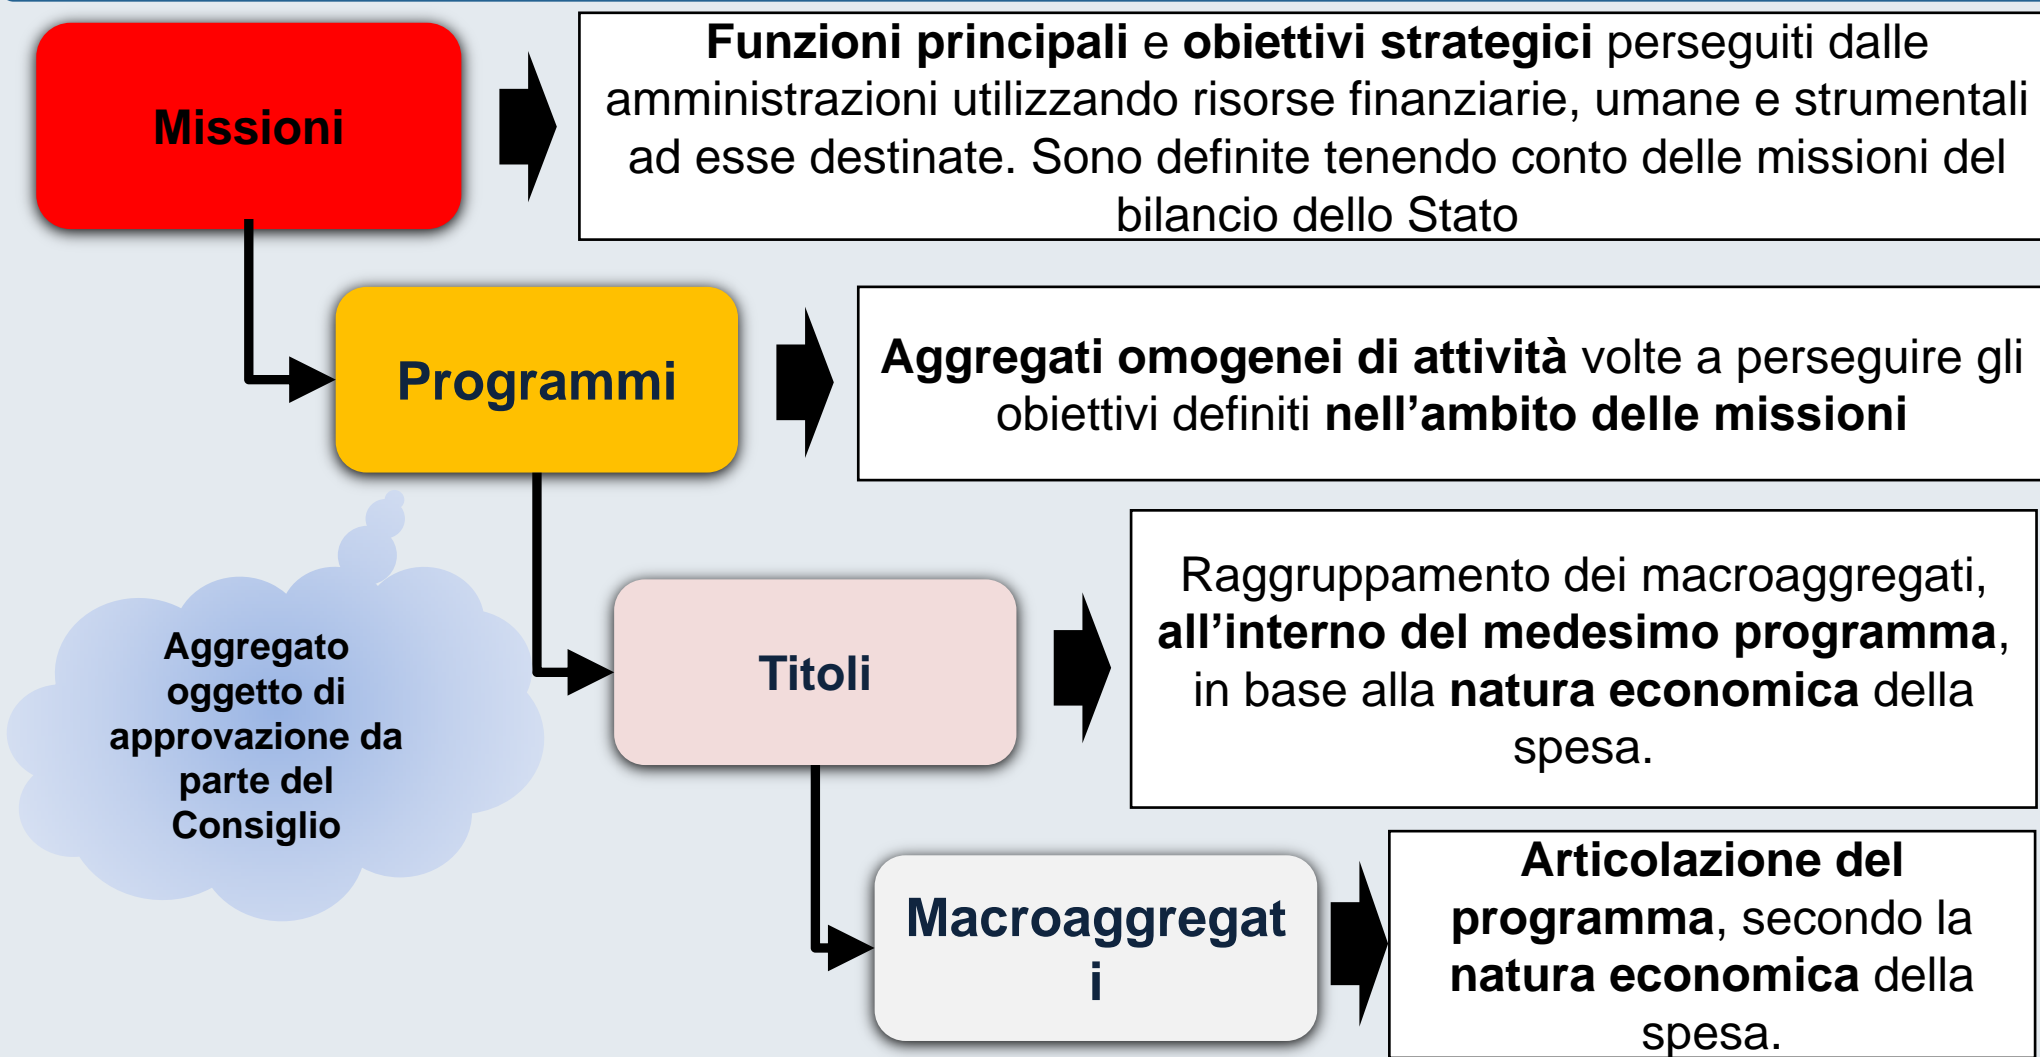 Missioni
Funzioni principali e obiettivi strategici perseguiti dalle
amministrazioni utilizzando risorse finanziarie, umane e strumentali
ad esse destinate. Sono definite tenendo conto delle missioni del
bilancio dello Stato
Programmi
Aggregati omogenei di attività volte a perseguire gli
obiettivi definiti nell’ambito delle missioni
Aggregato
oggetto di
approvazione da
parte del
Consiglio
Titoli
Raggruppamento dei macroaggregati,
all’interno del medesimo programma,
in base alla natura economica della
spesa.
Macroaggregat
i
Articolazione del
programma, secondo la
natura economica della
spesa.